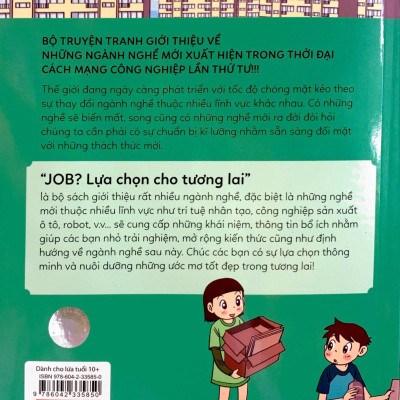 BỘ TRUYỆN TRANH GIỚI THIỆU VỀ
NHỮNG NGÀNH NGHỀ MỚI XUẤT HIỆN TRONG THỜI ĐẠI
CÁCH MẠNG CÔNG NGHIỆP LẦN THỨ TƯ!!!
Thế giới đang ngày càng phát triển với tốc độ chóng mặt kéo theo
sự thay đổi ngành nghề thuộc nhiều lĩnh vực khác nhau. Có những
nghề sẽ biến mất, song cũng có những nghề mới ra đời đòi hỏi
chúng ta cần phải có sự chuẩn bị kĩ lưỡng nhằm sẵn sàng đối mặt
với những thách thức mới.
“JOB? Lựa chọn cho tương lai”
là bộ sách giới thiệu rất nhiều ngành nghề, đặc biệt là những nghề
mới thuộc nhiều lĩnh vực như trí tuệ nhân tạo, công nghiệp sản xuất
ô tô, robot, v.v... sẽ cung cấp những khái niệm, thông tin bổ ích nhằm
giúp các bạn nhỏ trải nghiệm, mở rộng kiến thức cũng như định
hướng về ngành nghề sau này. Chúc các bạn có sự lựa chọn thông
minh và nuôi dưỡng những ước mơ tốt đẹp trong tương lai!
Dành cho lứa tuổi 10+
ISBN 978-604-2-33585-0
9 786042 335850